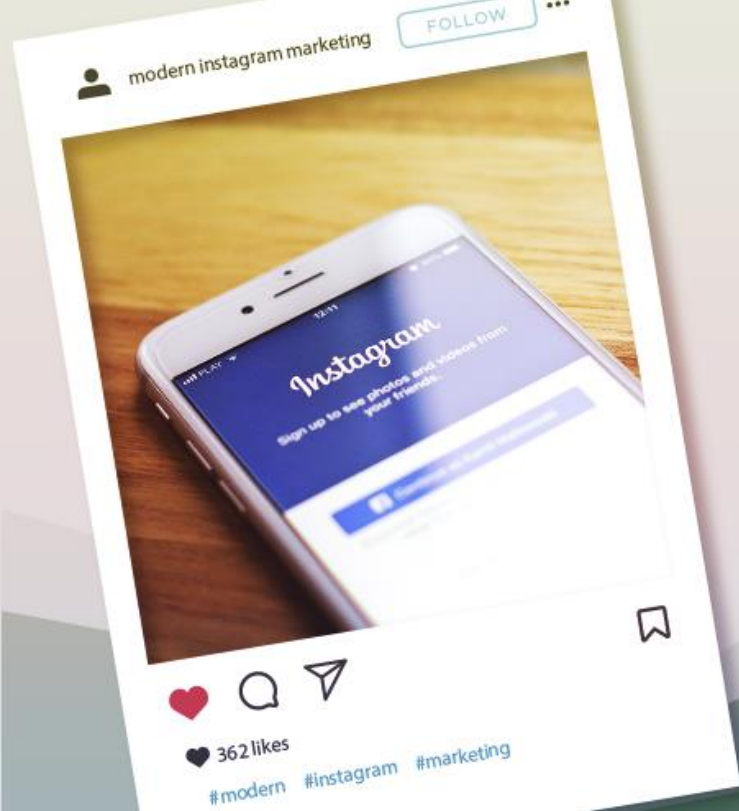 modern instagram marketing
FOLLOW
PLAY
12:11
Instagram
Sign up to see photos and videos from
your friends.
362 likes
#modern #instagram #marketing